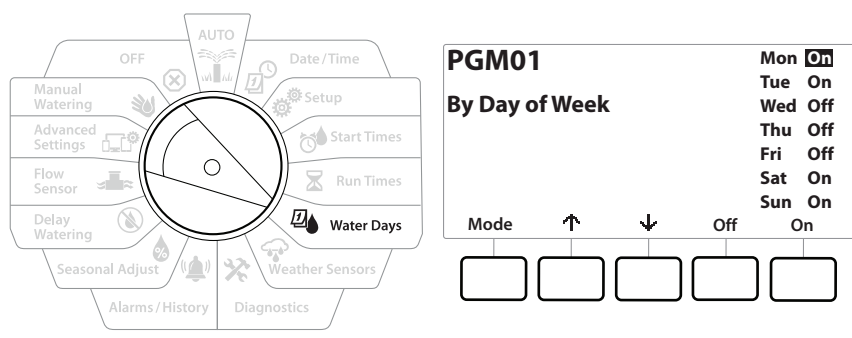 AUTO
OFF
Date/Time
Manual
Watering
Setup
Advanced
Settings
Start Times
Flow
Sensor
Run Times
Delay
Watering
Water Days
Seasonal Adjust
Weather Sensors
Alarms/History
Diagnostics
PGM01
By Day of Week
Mon On
Tue On
Wed Off
Thu Off
Fri Off
Sat On
Sun On
Mode ↑ ↓ Off On